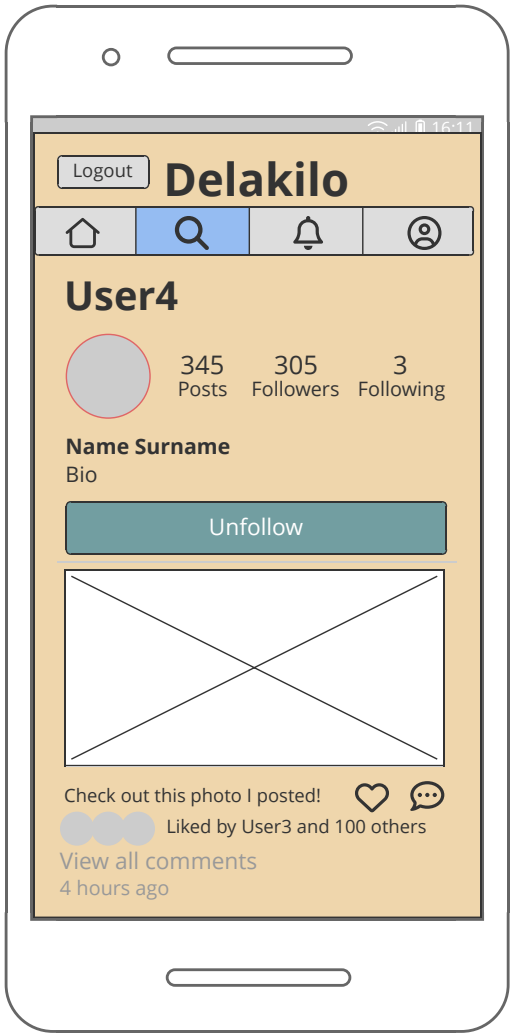 16:11
Logout
Delakilo
User4
345 305 3
Posts Followers Following
Name Surname
Bio
Unfollow
Check out this photo I posted!
Liked by User3 and 100 others
View all comments
4 hours ago